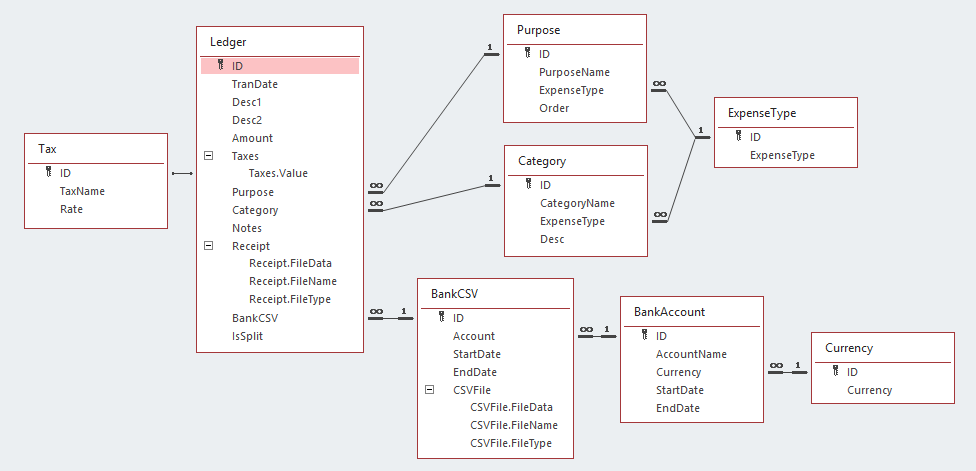 Ledger
ID
TranDate
Desc1
Desc2
Amount
Taxes
Taxes.Value
Purpose
Category
Notes
Receipt
Receipt.FileData
Receipt.FileName
Receipt.FileType
BankCSV
IsSplit
Tax
ID
TaxName
Rate
Purpose
ID
PurposeName
ExpenseType
Order
Category
ID
CategoryName
ExpenseType
Desc
ExpenseType
ID
ExpenseType
BankCSV
ID
Account
StartDate
EndDate
CSVFile
CSVFile.FileData
CSVFile.FileName
CSVFile.FileType
BankAccount
ID
AccountName
Currency
StartDate
EndDate
Currency
ID
Currency
1
∞
1
∞
∞
1
∞
∞
1
∞
1
∞
1